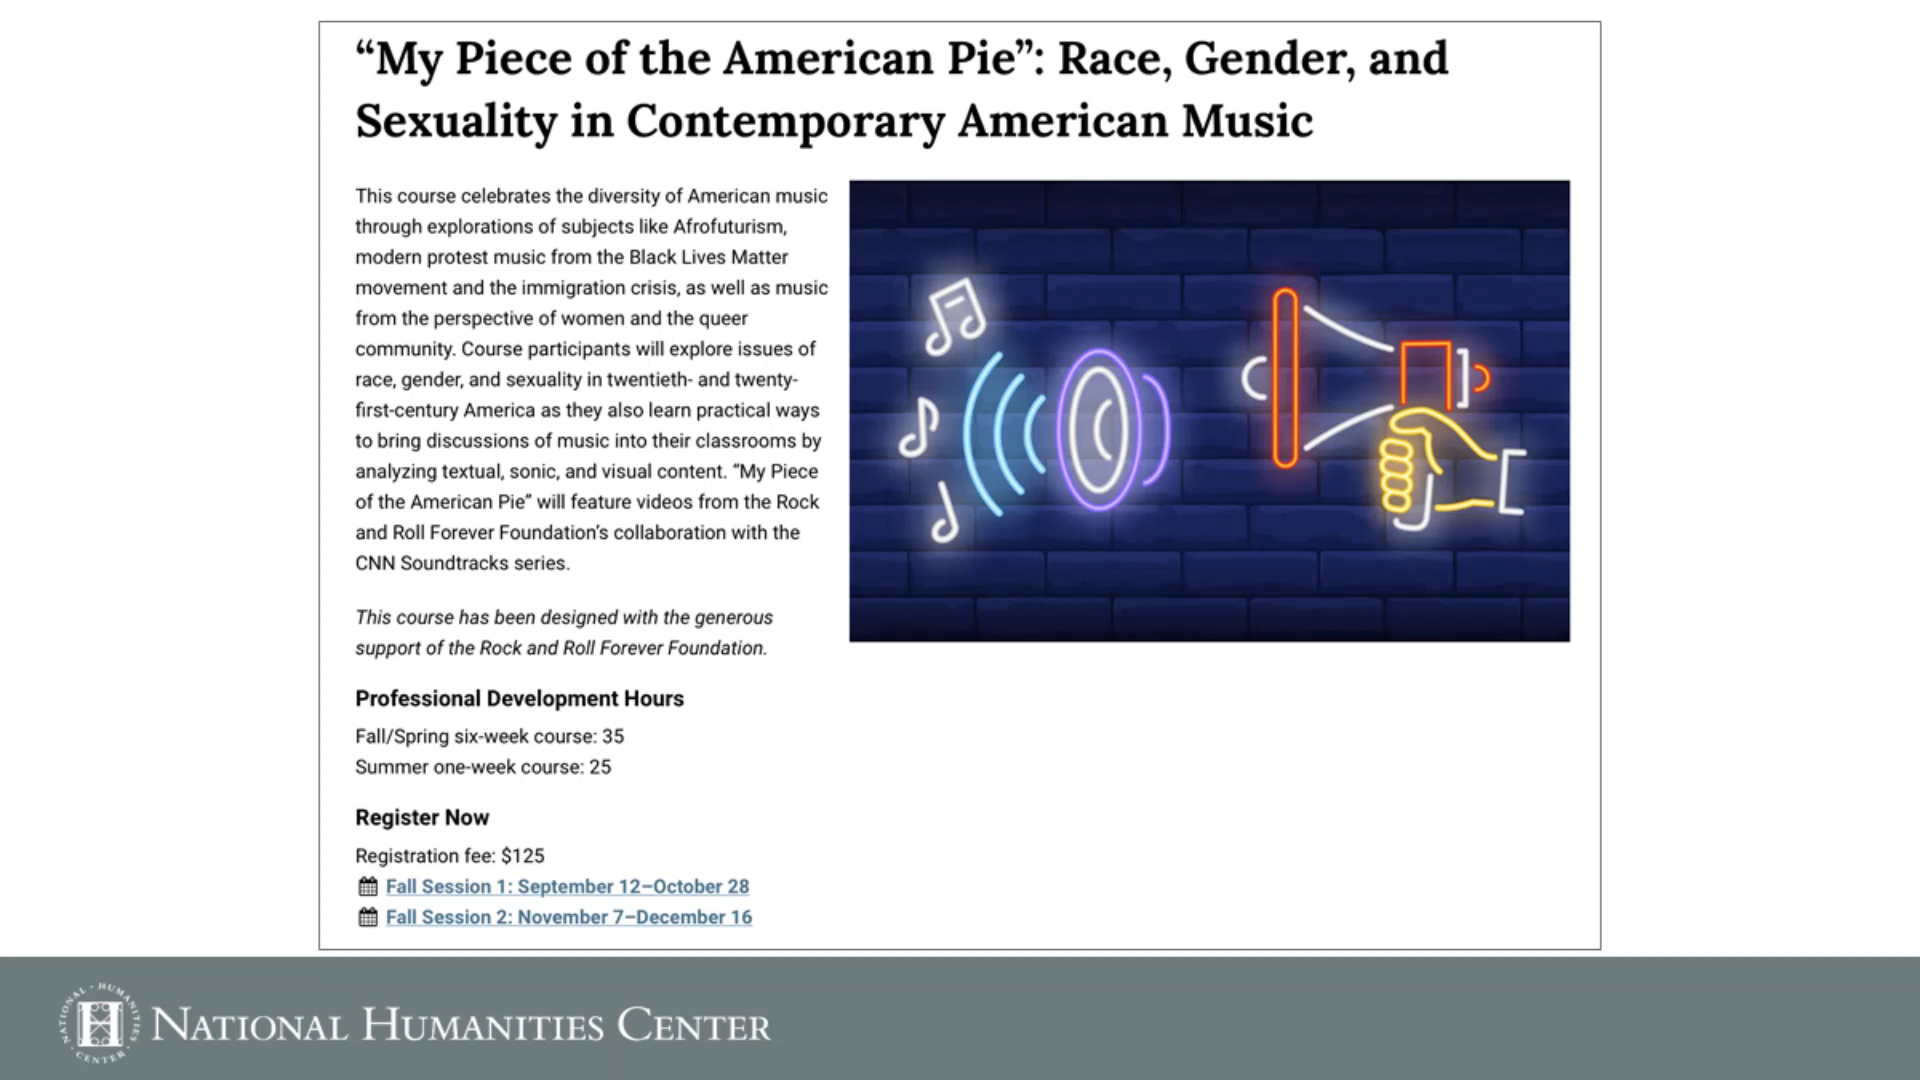 “My Piece of the American Pie”: Race, Gender, and
Sexuality in Contemporary American Music
This course celebrates the diversity of American music
through explorations of subjects like Afrofuturism,
modern protest music from the Black Lives Matter
movement and the immigration crisis, as well as music
from the perspective of women and the queer
community. Course participants will explore issues of
race, gender, and sexuality in twentieth- and twenty-
first-century America as they also learn practical ways
to bring discussions of music into their classrooms by
analyzing textual, sonic, and visual content. “My Piece
of the American Pie” will feature videos from the Rock
and Roll Forever Foundation’s collaboration with the
CNN Soundtracks series.
This course has been designed with the generous
support of the Rock and Roll Forever Foundation.
Professional Development Hours
Fall/Spring six-week course: 35
Summer one-week course: 25
Register Now
Registration fee: $125
Fall Session 1: September 12–October 28
Fall Session 2: November 7–December 16
NATIONAL · HUMANITIES · CENTER ·
H
NATIONAL HUMANITIES CENTER